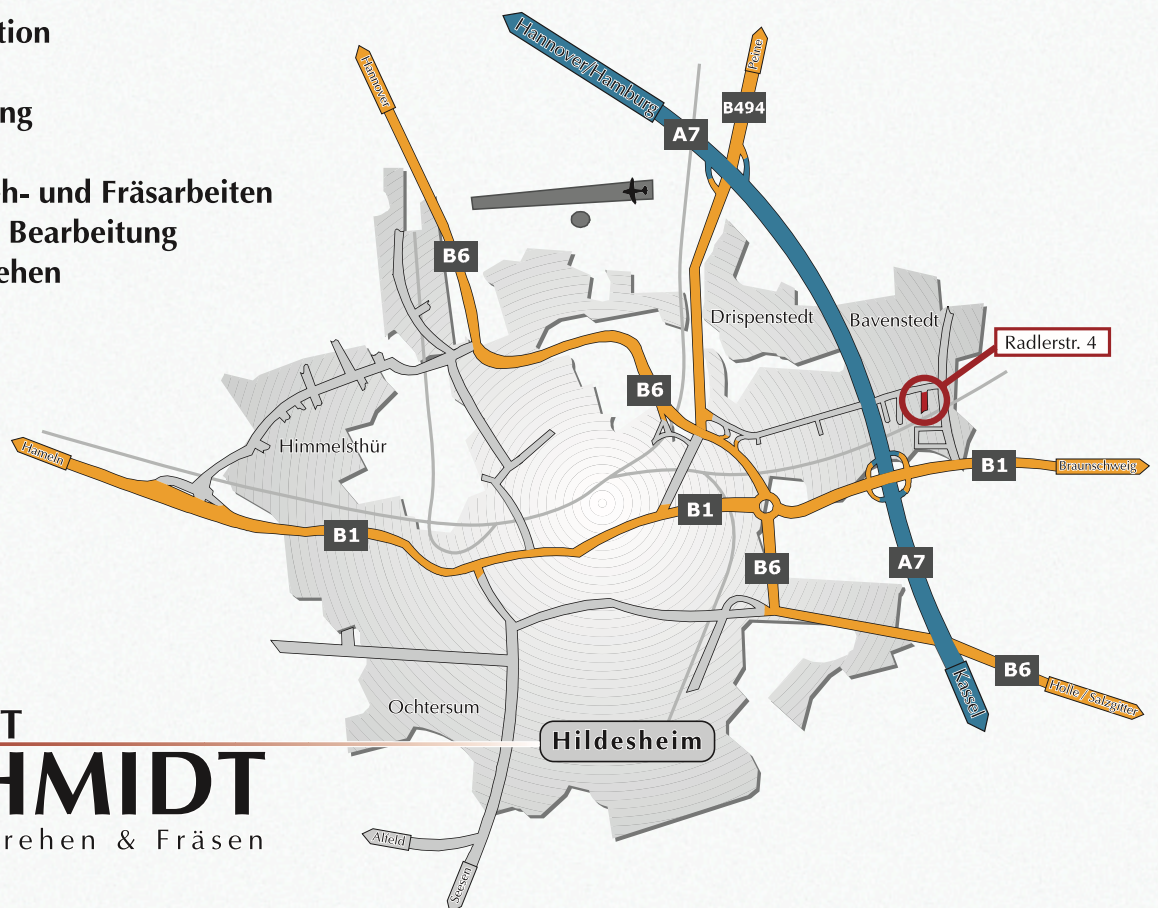 tion
ng
h- und Fräsarbeiten
Bearbeitung
ehen
Hannover/Hamburg
Hannover
Peine
B494
A7
B6
Drispenstedt
Bavenstedt
Radlerstr. 4
B6
Himmelsthür
Hameln
B1
Braunschweig
B1
B1
B6
A7
B6
Kassel
Holle / Salzgitter
Ochtersum
T
Hildesheim
HMIDT
rehen & Fräsen
Alfeld
Seesen